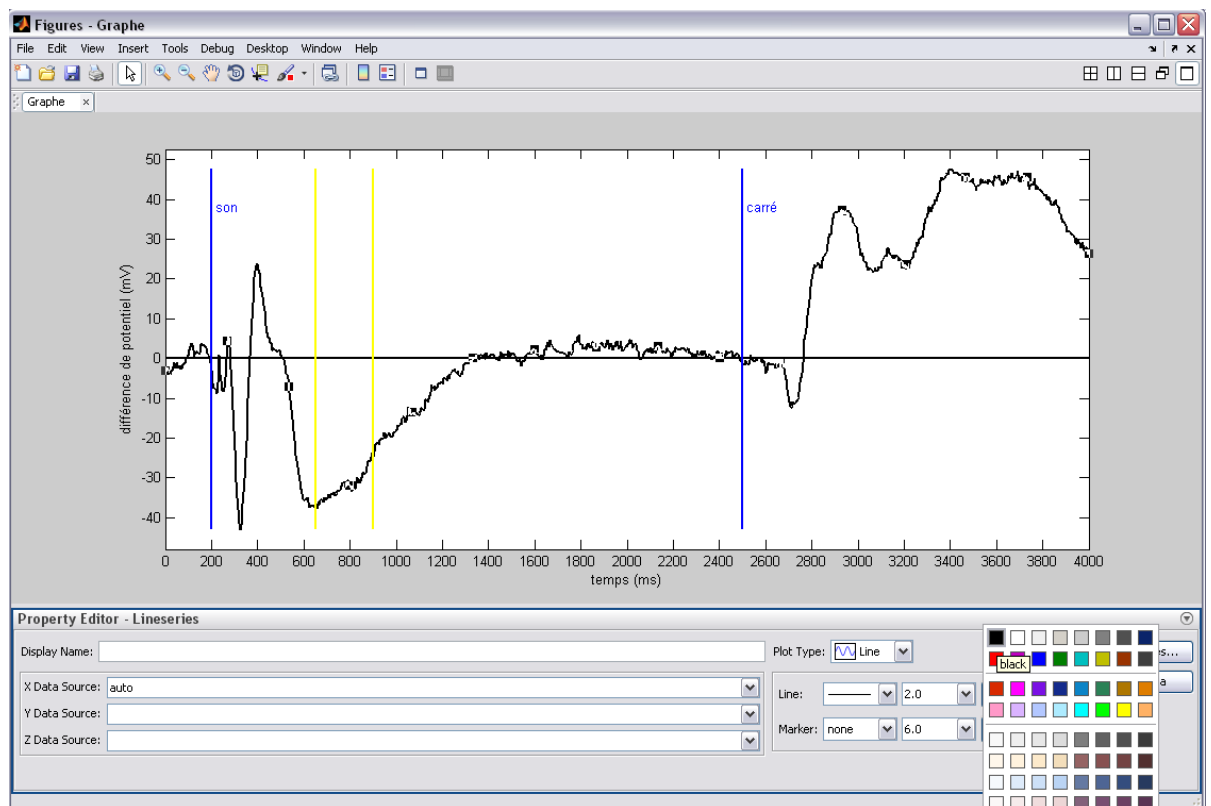 Figures - Graphe
File Edit View Insert Tools Debug Desktop Window Help
Graphe
50
40
30
20
10
0
-10
-20
-30
-40
différence de potentiel (mV)
son
carré
0 200 400 600 800 1000 1200 1400 1600 1800 2000 2200 2400 2600 2800 3000 3200 3400 3600 3800 4000
temps (ms)
Property Editor - Lineseries
Display Name:
Plot Type: Line
X Data Source: auto
Y Data Source:
Z Data Source:
Line: 2.0
Marker: none 6.0
black
s...
a